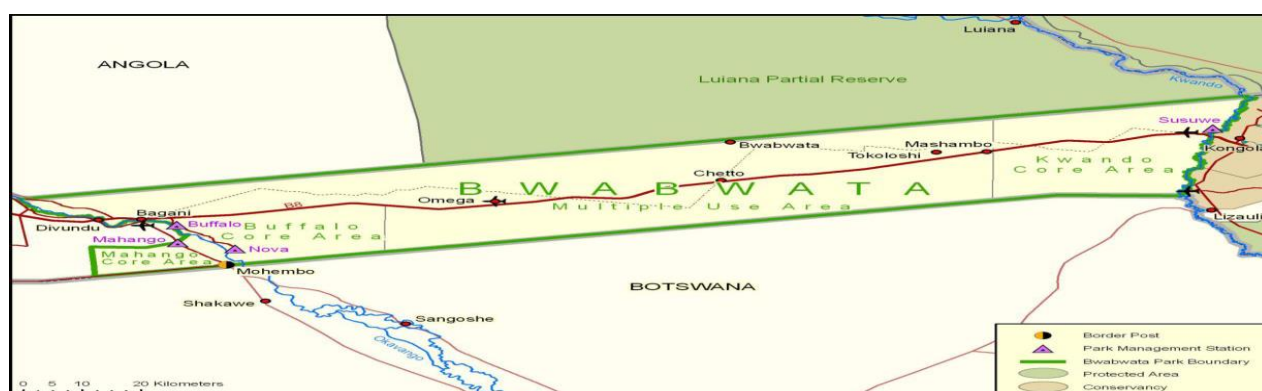 Luiana
ANGOLA
Luiana Partial Reserve
Kwando
Susuwe
Bwabwata
Mashambo
Tokoloshi
Kongola
Kwando
Core Area
Chetto
BWABWATA
Omega
Multiple Use Area
B8
Bagani
Divundu
Buffalo
Buffalo
Core Area
Mahango
Nova
Mahango
Core Area
Lizauli
Mohembo
BOTSWANA
Shakawe
Sangoshe
Okavango
Border Post
Park Management Station
Bwabwata Park Boundary
Protected Area
Conservancy
0 5 10 20 Kilometers